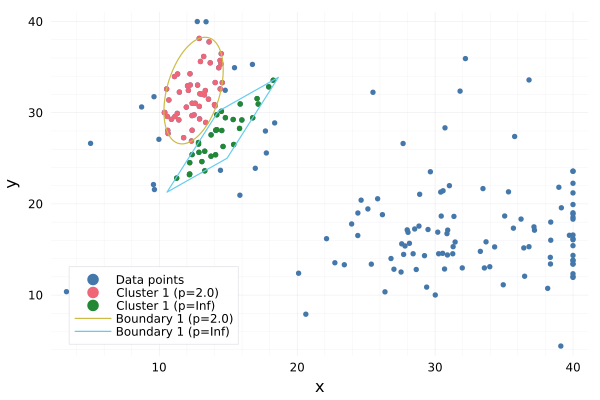 40
30
20
10
y
Data points
Cluster 1 (p=2.0)
Cluster 1 (p=Inf)
Boundary 1 (p=2.0)
Boundary 1 (p=Inf)
10 20 30 40
x